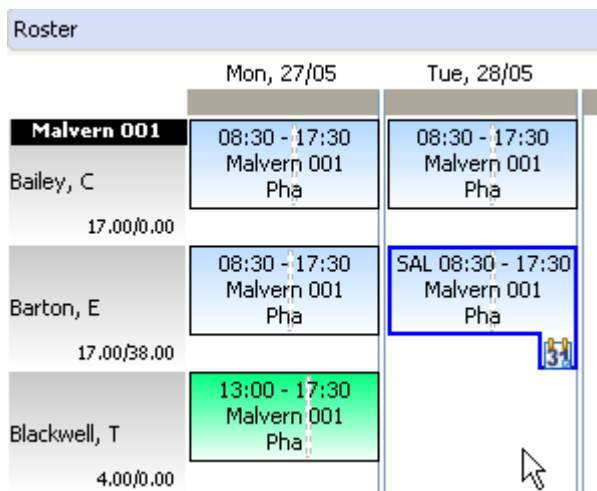 Roster
Mon, 27/05 Tue, 28/05
Malvern 001
Bailey, C
17.00/0.00
08:30 - 17:30
Malvern 001
Pha
08:30 - 17:30
Malvern 001
Pha
Barton, E
17.00/38.00
08:30 - 17:30
Malvern 001
Pha
SAL 08:30 - 17:30
Malvern 001
Pha
31
Blackwell, T
4.00/0.00
13:00 - 17:30
Malvern 001
Pha